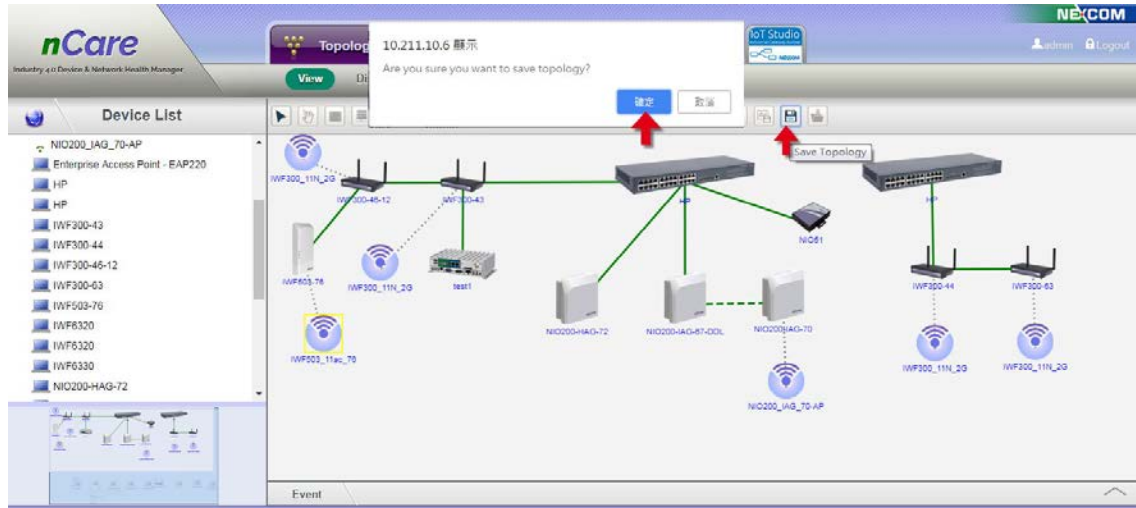 NEXCOM
nCare
Industry 4.0 Device & Network Health Manager
Topolog
10.211.10.6 顯示
Are you sure you want to save topology?
確定
取消
IoT Studio
admin
Logout
View
Di
Device List
Save Topology
NIO200_IAG_70-AP
Enterprise Access Point - EAP220
HP
HP
IWF300-43
IWF300-44
IWF300-46-12
IWF300-63
IWF503-76
IWF6320
IWF6320
IWF6330
NIO200-HAG-72
IWF300_11N_2G
IWF300-46-12
IWF300-43
HP
HP
NIO51
IWF503-76
IWF300_11N_2G
test1
IWF300-44
IWF300-63
NIO200-HAG-72
NIO200-IAG-67-DDL
NIO200-IAG-70
IWF503_11ac_76
IWF300_11N_2G
IWF300_11N_2G
NIO200_IAG_70-AP
Event